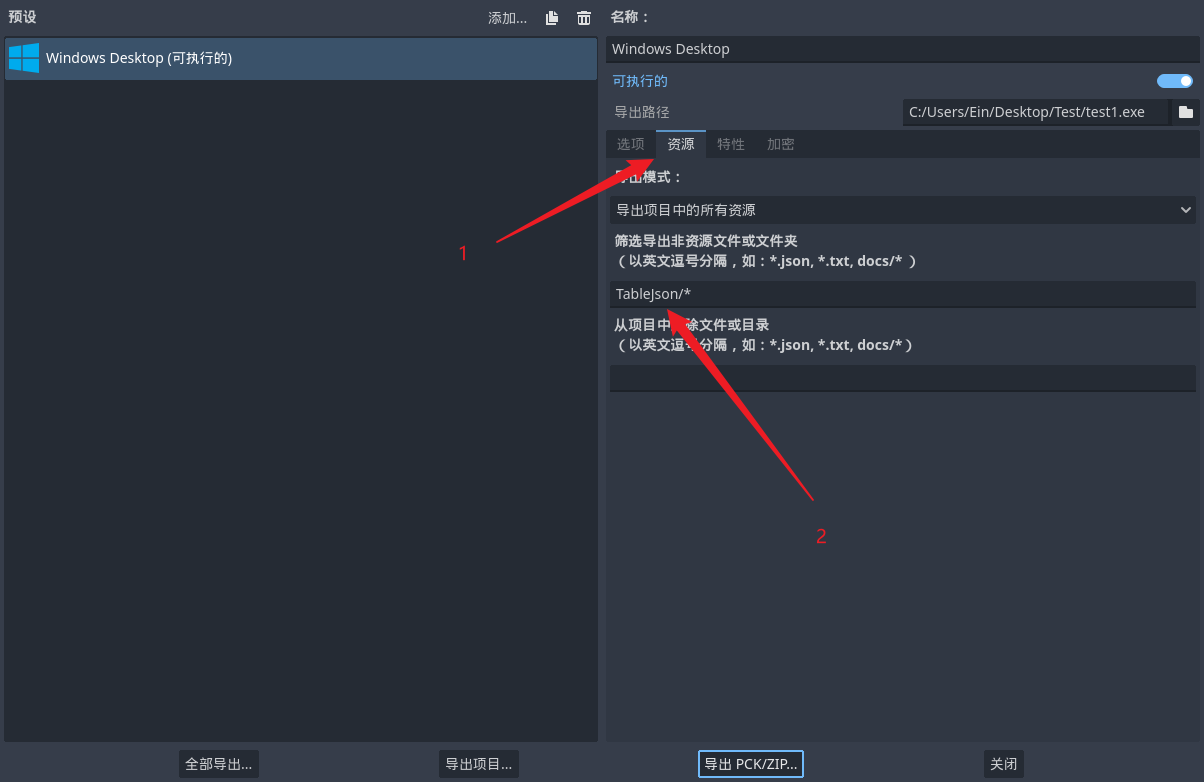 预设
添加...
名称：
Windows Desktop (可执行的)
Windows Desktop
可执行的
导出路径
C:/Users/Ein/Desktop/Test/test1.exe
选项 资源 特性 加密
导出模式：
导出项目中的所有资源
筛选导出非资源文件或文件夹
（以英文逗号分隔，如：*.json, *.txt, docs/* ）
TableJson/*
从项目中排除文件或目录
（以英文逗号分隔，如：*.json, *.txt, docs/*）
1
2
全部导出...
导出项目...
导出 PCK/ZIP...
关闭